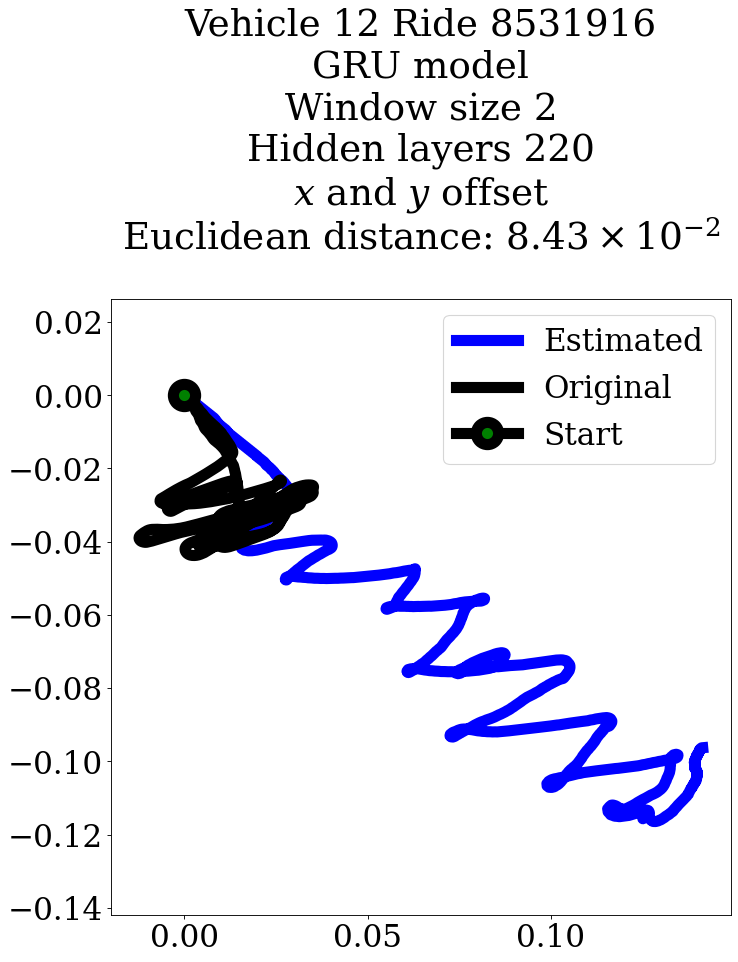 Vehicle 12 Ride 8531916
GRU model
Window size 2
Hidden layers 220
x and y offset
Euclidean distance: 8.43 × 10⁻²
Estimated
Original
Start
0.02
0.00
−0.02
−0.04
−0.06
−0.08
−0.10
−0.12
−0.14
0.00 0.05 0.10